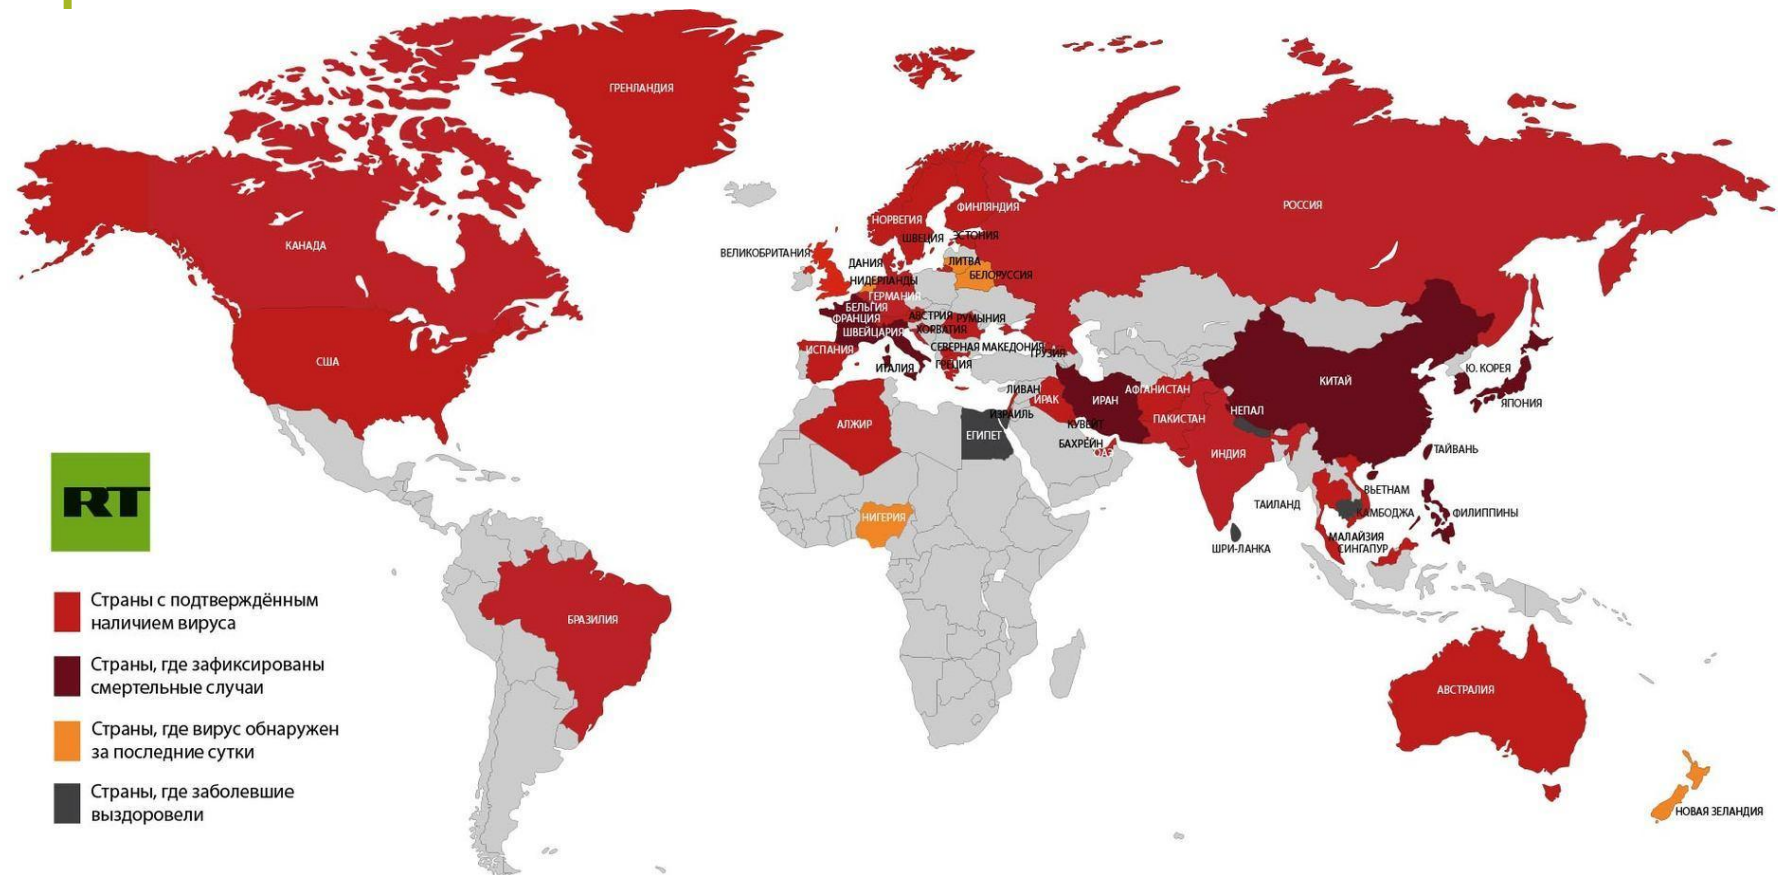 ГРЕНЛАНДИЯ
КАНАДА
США
БРАЗИЛИЯ
ВЕЛИКОБРИТАНИЯ
НОРВЕГИЯ
ШВЕЦИЯ
ФИНЛЯНДИЯ
ЭСТОНИЯ
ДАНИЯ
ЛИТВА
БЕЛОРУССИЯ
НИДЕРЛАНДЫ
ГЕРМАНИЯ
БЕЛЬГИЯ
ФРАНЦИЯ
АВСТРИЯ
РУМЫНИЯ
ШВЕЙЦАРИЯ
ХОРВАТИЯ
ИСПАНИЯ
СЕВЕРНАЯ МАКЕДОНИЯ
ГРУЗИЯ
ИТАЛИЯ
ГРЕЦИЯ
РОССИЯ
ЛИВАН
ИРАК
ИРАН
АФГАНИСТАН
ПАКИСТАН
ИЗРАИЛЬ
КУВЕЙТ
БАХРЕЙН
ОАЭ
АЛЖИР
ЕГИПЕТ
НИГЕРИЯ
КИТАЙ
Ю. КОРЕЯ
ЯПОНИЯ
НЕПАЛ
ИНДИЯ
ТАЙВАНЬ
ТАИЛАНД
ВЬЕТНАМ
КАМБОДЖА
ФИЛИППИНЫ
ШРИ-ЛАНКА
МАЛАЙЗИЯ
СИНГАПУР
АВСТРАЛИЯ
НОВАЯ ЗЕЛАНДИЯ
RT
Страны с подтверждённым
наличием вируса
Страны, где зафиксированы
смертельные случаи
Страны, где вирус обнаружен
за последние сутки
Страны, где заболевшие
выздоровели